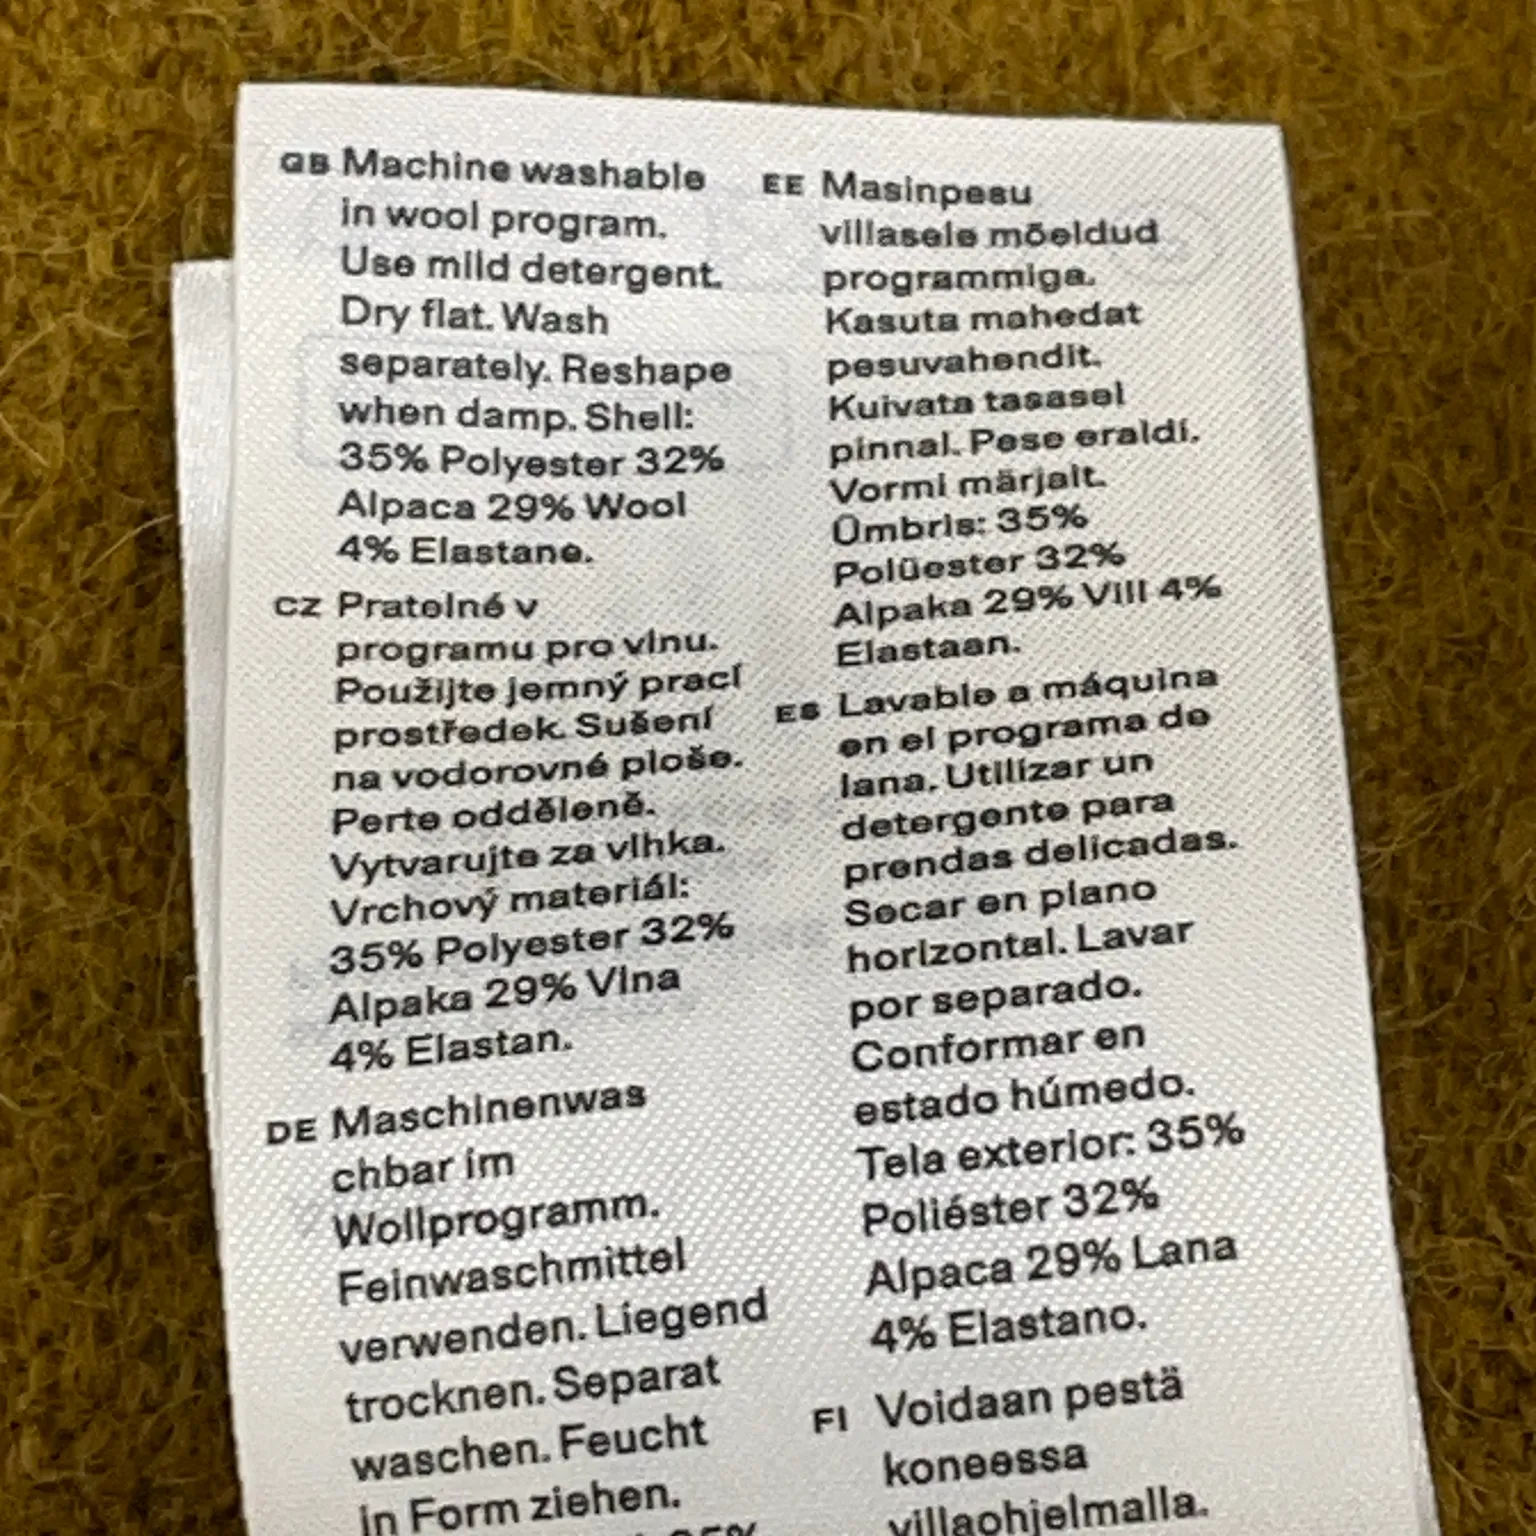 GB Machine washable
in wool program.
Use mild detergent.
Dry flat. Wash
separately. Reshape
when damp. Shell:
35% Polyester 32%
Alpaca 29% Wool
4% Elastane.
CZ Pratelné v
programu pro vlnu.
Použijte jemný prací
prostředek. Sušení
na vodorovné ploše.
Perte odděleně.
Vytvarujte za vlhka.
Vrchový materiál:
35% Polyester 32%
Alpaka 29% Vlna
4% Elastan.
DE Maschinenwas
chbar im
Wollprogramm.
Feinwaschmittel
verwenden. Liegend
trocknen. Separat
waschen. Feucht
in Form ziehen.
EE Masinpesu
villasele mõeldud
programmiga.
Kasuta mahedat
pesuvahendit.
Kuivata tasasel
pinnal. Pese eraldi.
Vormi märjalt.
Ümbris: 35%
Polüester 32%
Alpaka 29% Vill 4%
Elastaan.
ES Lavable a máquina
en el programa de
lana. Utilizar un
detergente para
prendas delicadas.
Secar en plano
horizontal. Lavar
por separado.
Conformar en
estado húmedo.
Tela exterior: 35%
Poliéster 32%
Alpaca 29% Lana
4% Elastano.
FI Voidaan pestä
koneessa
villaohjelmalla.